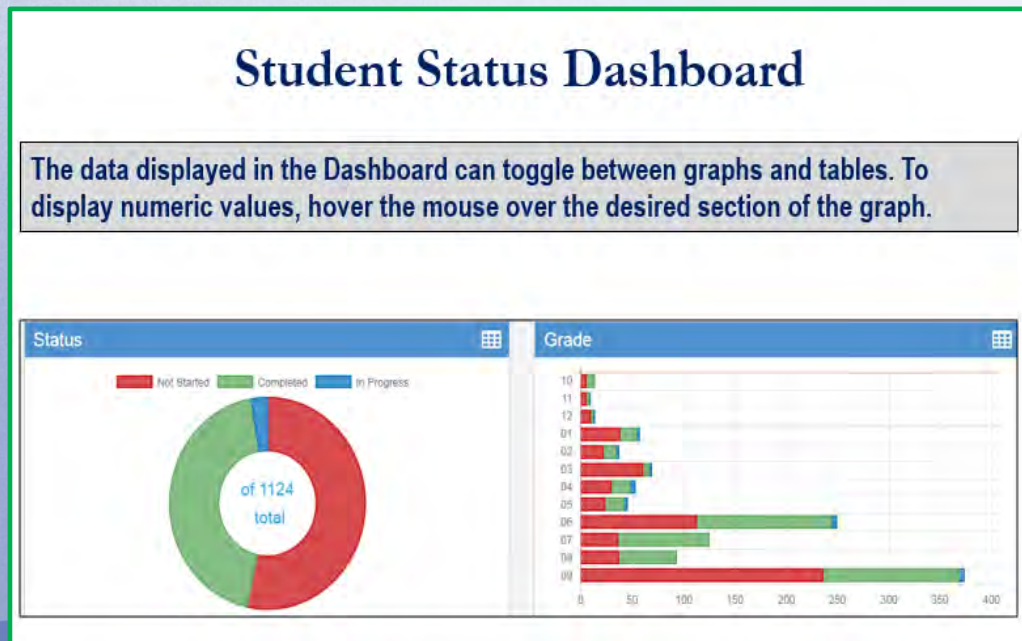 Student Status Dashboard
The data displayed in the Dashboard can toggle between graphs and tables. To
display numeric values, hover the mouse over the desired section of the graph.
Status
Not Started Completed In Progress
of 1124
total
Grade
10
11
12
01
02
03
04
05
06
07
08
09
0 50 100 150 200 250 300 350 400